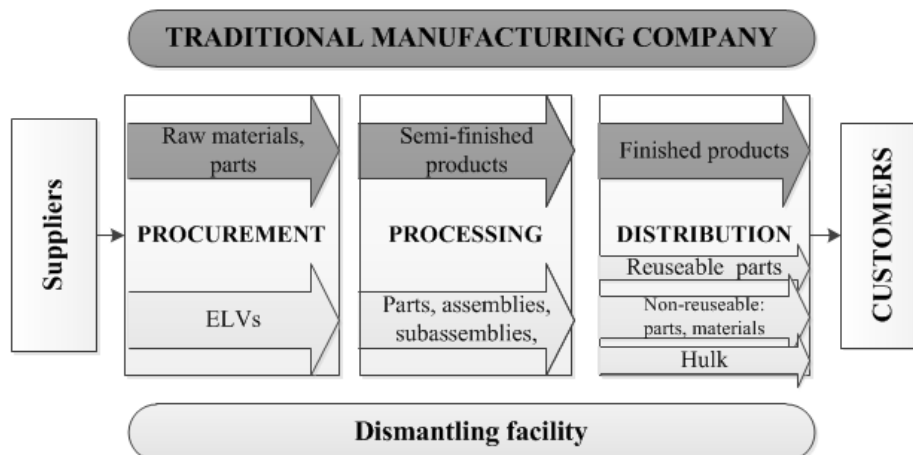 TRADITIONAL MANUFACTURING COMPANY
Suppliers
Raw materials,
parts
PROCUREMENT
ELVs
Semi-finished
products
PROCESSING
Parts, assemblies,
subassemblies,
Finished products
DISTRIBUTION
Reuseable parts
Non-reuseable:
parts, materials
Hulk
CUSTOMERS
Dismantling facility